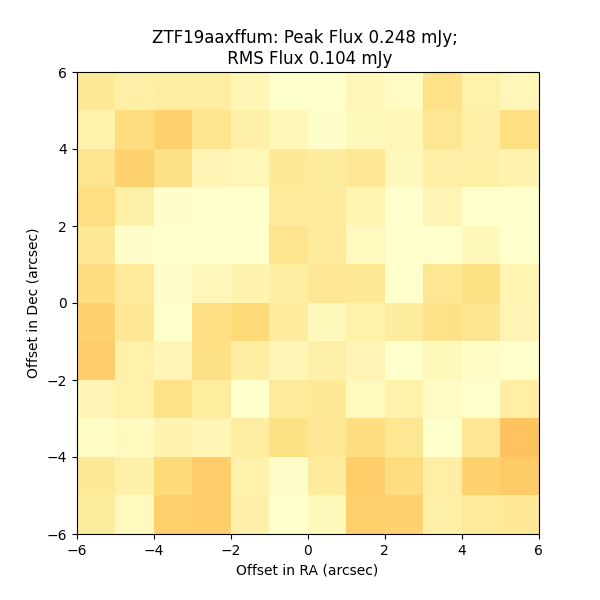 ZTF19aaxffum: Peak Flux 0.248 mJy;
RMS Flux 0.104 mJy
6
4
2
0
−2
−4
−6
Offset in Dec (arcsec)
−6 −4 −2 0 2 4 6
Offset in RA (arcsec)